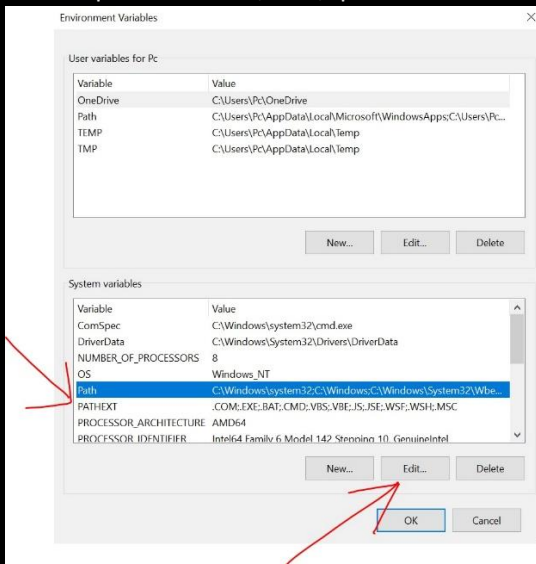 Environment Variables
User variables for Pc
Variable Value
OneDrive C:\Users\Pc\OneDrive
Path C:\Users\Pc\AppData\Local\Microsoft\WindowsApps;C:\Users\Pc...
TEMP C:\Users\Pc\AppData\Local\Temp
TMP C:\Users\Pc\AppData\Local\Temp
New... Edit... Delete
System variables
Variable Value
ComSpec C:\Windows\system32\cmd.exe
DriverData C:\Windows\System32\Drivers\DriverData
NUMBER_OF_PROCESSORS 8
OS Windows_NT
Path C:\Windows\system32;C:\Windows;C:\Windows\System32\Wbe...
PATHEXT .COM;.EXE;.BAT;.CMD;.VBS;.VBE;.JS;.JSE;.WSF;.WSH;.MSC
PROCESSOR_ARCHITECTURE AMD64
PROCESSOR_IDENTIFIER Intel64 Family 6 Model 142 Stepping 10, GenuineIntel
New... Edit... Delete
OK Cancel